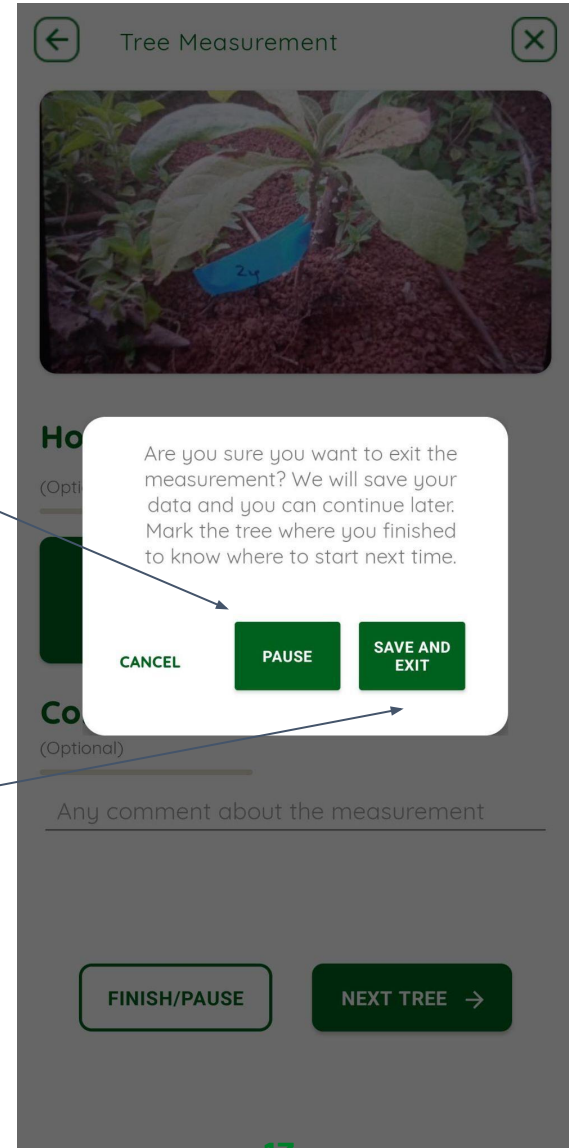 Tree Measurement
24
Ho
(Opti
Are you sure you want to exit the
measurement? We will save your
data and you can continue later.
Mark the tree where you finished
to know where to start next time.
CANCEL
PAUSE
SAVE AND
EXIT
Co
(Optional)
Any comment about the measurement
FINISH/PAUSE
NEXT TREE →